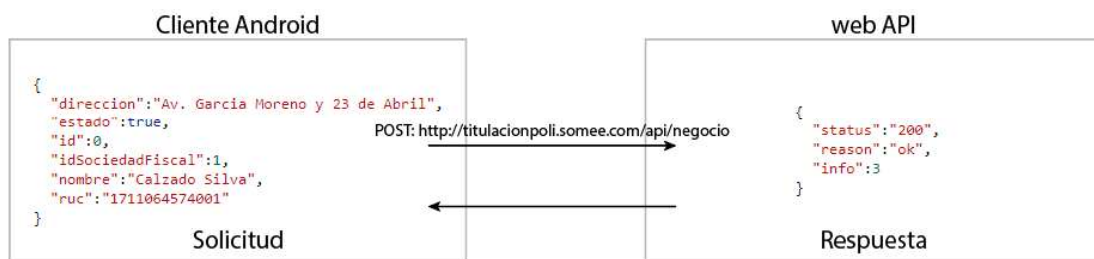 Cliente Android
{
"direccion":"Av. Garcia Moreno y 23 de Abril",
"estado":true,
"id":0,
"idSociedadFiscal":1,
"nombre":"Calzado Silva",
"ruc":"1711064574001"
}
Solicitud
POST: http://titulacionpoli.somee.com/api/negocio
web API
{
"status":"200",
"reason":"ok",
"info":3
}
Respuesta